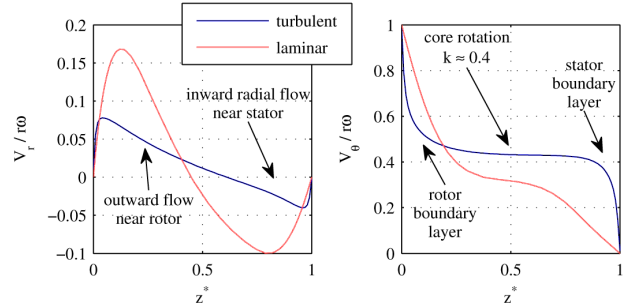 turbulent
laminar
0.2
0.15
0.1
0.05
0
−0.05
−0.1
V_r / rω
inward radial flow
near stator
outward flow
near rotor
0
0.5
1
z*
1
0.8
0.6
0.4
0.2
0
V_θ / rω
core rotation
k ≈ 0.4
stator
boundary
layer
rotor
boundary
layer
0
0.5
1
z*